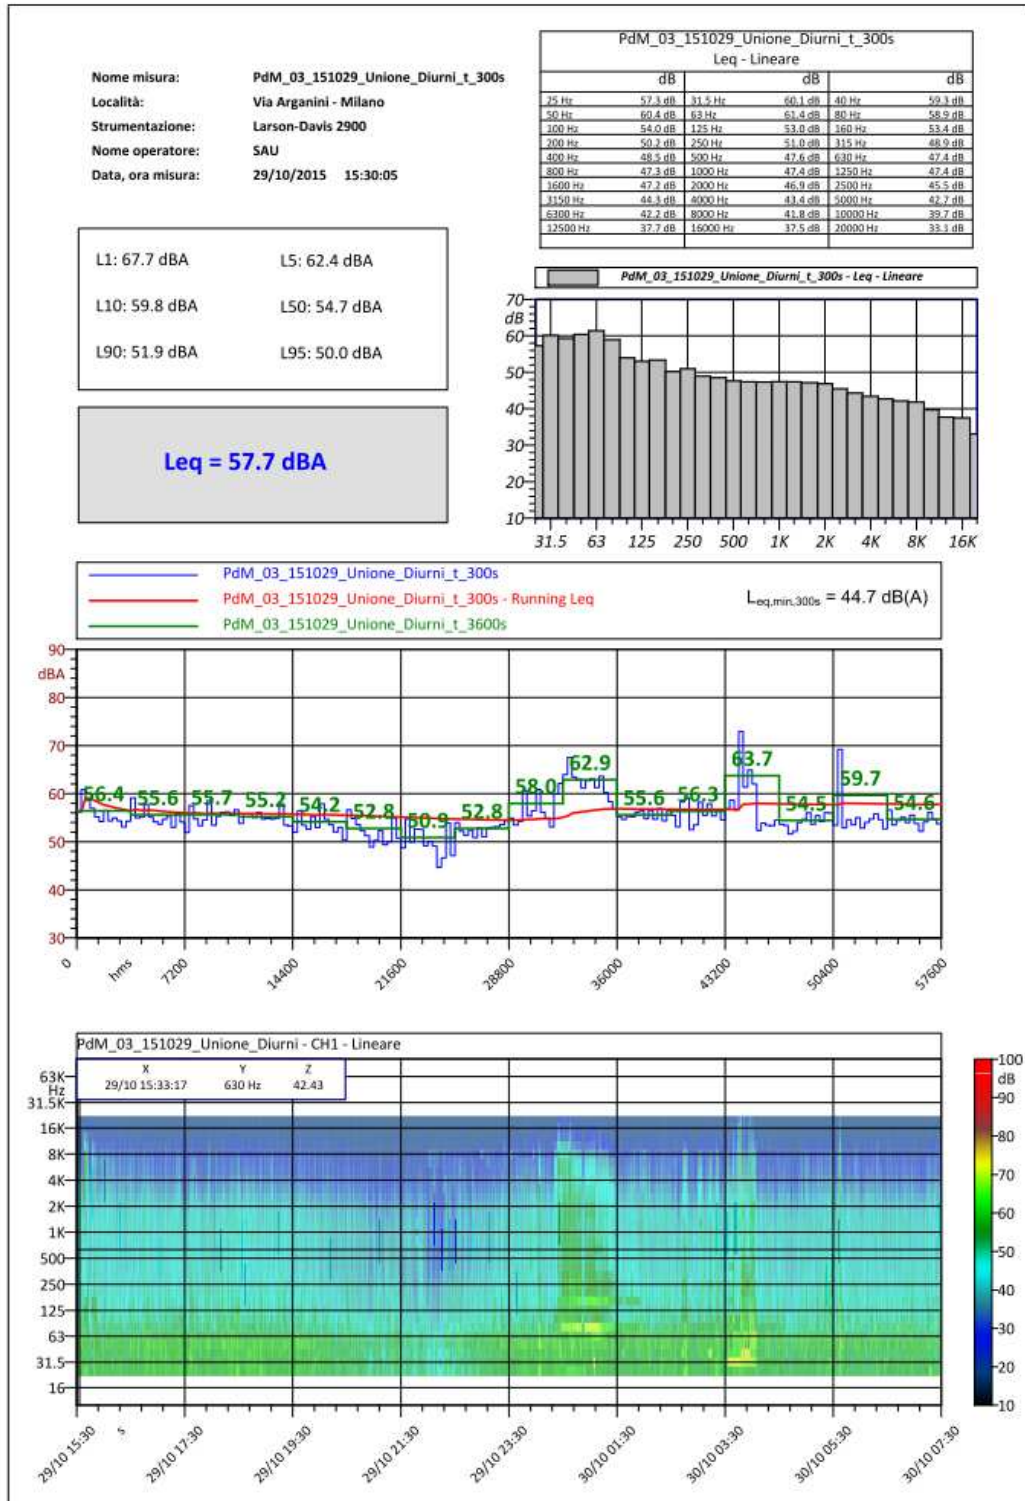 Nome misura: PdM_03_151029_Unione_Diurni_t_300s
Località: Via Arganini - Milano
Strumentazione: Larson-Davis 2900
Nome operatore: SAU
Data, ora misura: 29/10/2015 15:30:05
PdM_03_151029_Unione_Diurni_t_300s
Leq - Lineare
dB dB dB
25 Hz 57.3 dB 31.5 Hz 60.1 dB 40 Hz 59.3 dB
50 Hz 60.4 dB 63 Hz 61.4 dB 80 Hz 58.9 dB
100 Hz 54.0 dB 125 Hz 53.0 dB 160 Hz 53.4 dB
200 Hz 50.2 dB 250 Hz 51.0 dB 315 Hz 48.9 dB
400 Hz 48.5 dB 500 Hz 47.6 dB 630 Hz 47.4 dB
800 Hz 47.3 dB 1000 Hz 47.4 dB 1250 Hz 47.4 dB
1600 Hz 47.2 dB 2000 Hz 46.9 dB 2500 Hz 45.5 dB
3150 Hz 44.3 dB 4000 Hz 43.4 dB 5000 Hz 42.7 dB
6300 Hz 42.2 dB 8000 Hz 41.8 dB 10000 Hz 39.7 dB
12500 Hz 37.7 dB 16000 Hz 37.5 dB 20000 Hz 33.1 dB
L1: 67.7 dBA L5: 62.4 dBA
L10: 59.8 dBA L50: 54.7 dBA
L90: 51.9 dBA L95: 50.0 dBA
Leq = 57.7 dBA
PdM_03_151029_Unione_Diurni_t_300s - Leq - Lineare
70
dB
60
50
40
30
20
10
31.5 63 125 250 500 1K 2K 4K 8K 16K
PdM_03_151029_Unione_Diurni_t_300s
PdM_03_151029_Unione_Diurni_t_300s - Running Leq
PdM_03_151029_Unione_Diurni_t_3600s
Leq,min,300s = 44.7 dB(A)
90
dBA
80
70
60
50
40
30
56.4 55.6 55.7 55.2 54.2 52.8 50.9 52.8 58.0 62.9 55.6 56.3 63.7 54.5 59.7 54.6
0 hms 7200 14400 21600 28800 36000 43200 50400 57600
PdM_03_151029_Unione_Diurni - CH1 - Lineare
X Y Z
29/10 15:33:17 630 Hz 42.43
63K
Hz
31.5K
16K
8K
4K
2K
1K
500
250
125
63
31.5
16
29/10 15:30 s 29/10 17:30 29/10 19:30 29/10 21:30 29/10 23:30 30/10 01:30 30/10 03:30 30/10 05:30 30/10 07:30
100
dB
90
80
70
60
50
40
30
20
10